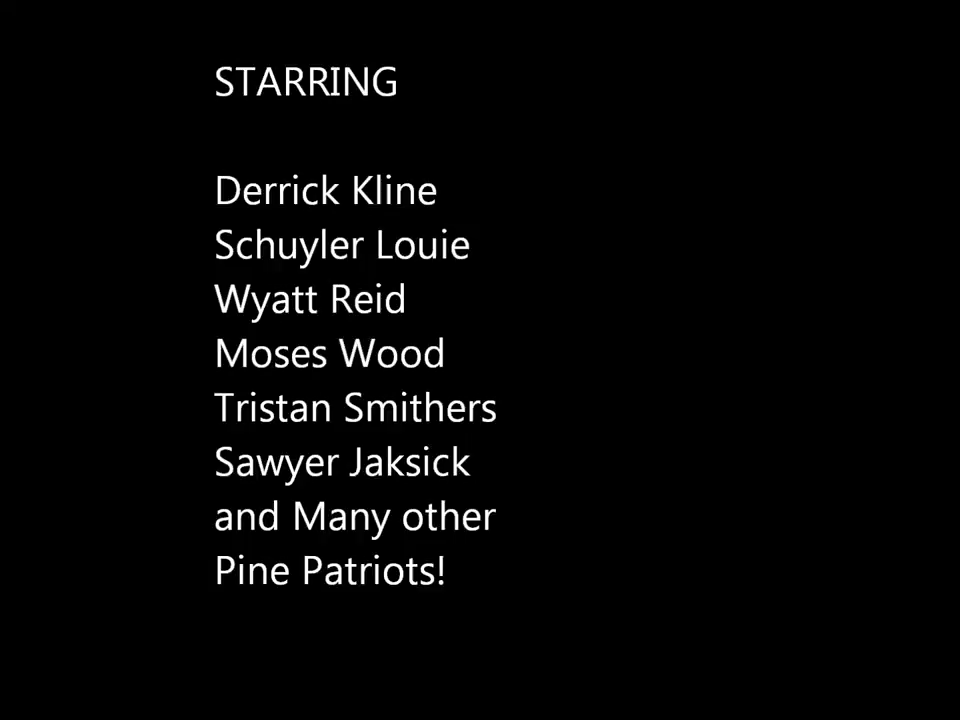 STARRING
Derrick Kline
Schuyler Louie
Wyatt Reid
Moses Wood
Tristan Smithers
Sawyer Jaksick
and Many other
Pine Patriots!